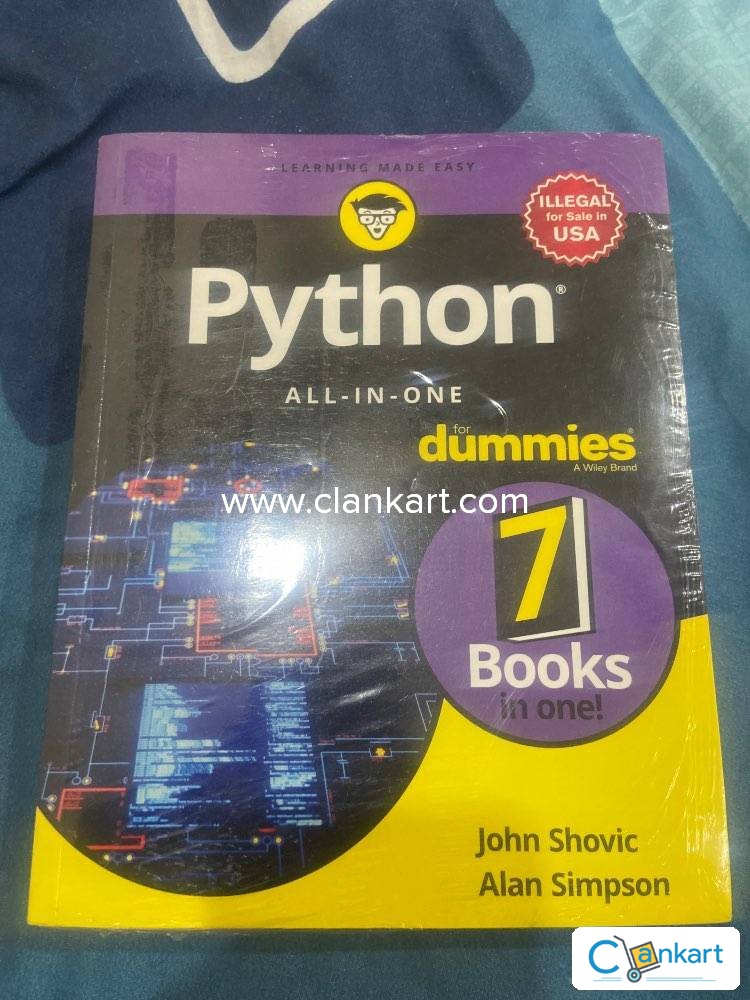 LEARNING MADE EASY
ILLEGAL
for Sale in
USA
Python®
ALL-IN-ONE
for
dummies®
A Wiley Brand
www.clankart.com
7
Books
in one!
John Shovic
Alan Simpson
Clankart